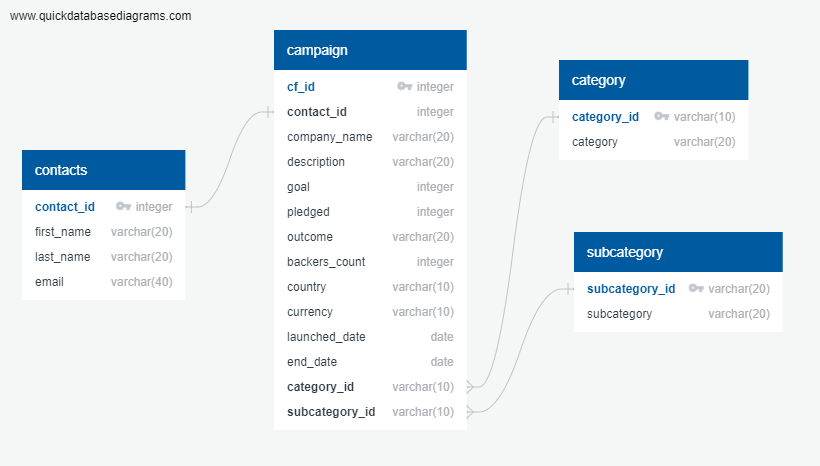 www.quickdatabasediagrams.com
campaign
cf_id integer
contact_id integer
company_name varchar(20)
description varchar(20)
goal integer
pledged integer
outcome varchar(20)
backers_count integer
country varchar(10)
currency varchar(10)
launched_date date
end_date date
category_id varchar(10)
subcategory_id varchar(10)
contacts
contact_id integer
first_name varchar(20)
last_name varchar(20)
email varchar(40)
category
category_id varchar(10)
category varchar(20)
subcategory
subcategory_id varchar(20)
subcategory varchar(20)